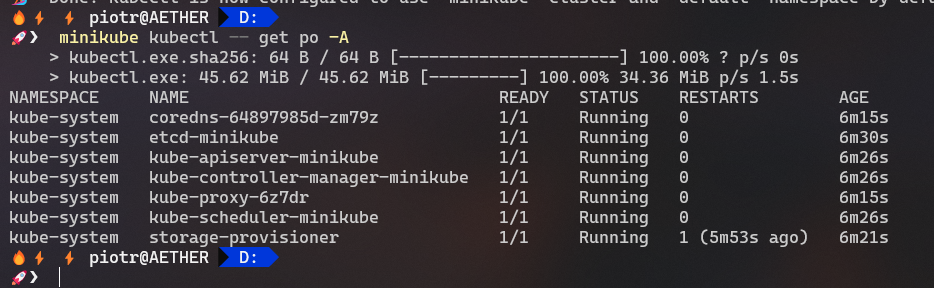 Done! kubectl is now configured to use "minikube" cluster and "default" namespace by def
piotr@AETHER D:
❯ minikube kubectl -- get po -A
> kubectl.exe.sha256: 64 B / 64 B [----------------------] 100.00% ? p/s 0s
> kubectl.exe: 45.62 MiB / 45.62 MiB [---------] 100.00% 34.36 MiB p/s 1.5s
NAMESPACE NAME READY STATUS RESTARTS AGE
kube-system coredns-64897985d-zm79z 1/1 Running 0 6m15s
kube-system etcd-minikube 1/1 Running 0 6m30s
kube-system kube-apiserver-minikube 1/1 Running 0 6m26s
kube-system kube-controller-manager-minikube 1/1 Running 0 6m26s
kube-system kube-proxy-6z7dr 1/1 Running 0 6m15s
kube-system kube-scheduler-minikube 1/1 Running 0 6m26s
kube-system storage-provisioner 1/1 Running 1 (5m53s ago) 6m21s
piotr@AETHER D:
❯